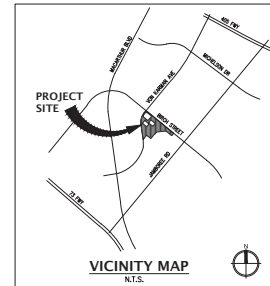 405 FWY
MACARTHUR BLVD
VON KARMAN AVE
MICHELSON DR
PROJECT
SITE
BIRCH STREET
JAMBOREE RD
73 FWY
VICINITY MAP
N.T.S.
N